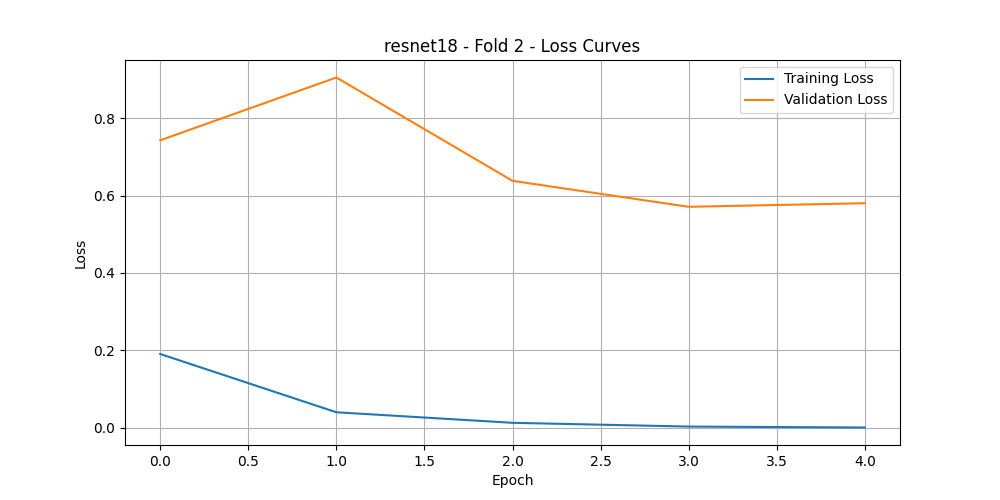 resnet18 - Fold 2 - Loss Curves
Training Loss
Validation Loss
Loss
0.8
0.6
0.4
0.2
0.0
0.0 0.5 1.0 1.5 2.0 2.5 3.0 3.5 4.0
Epoch